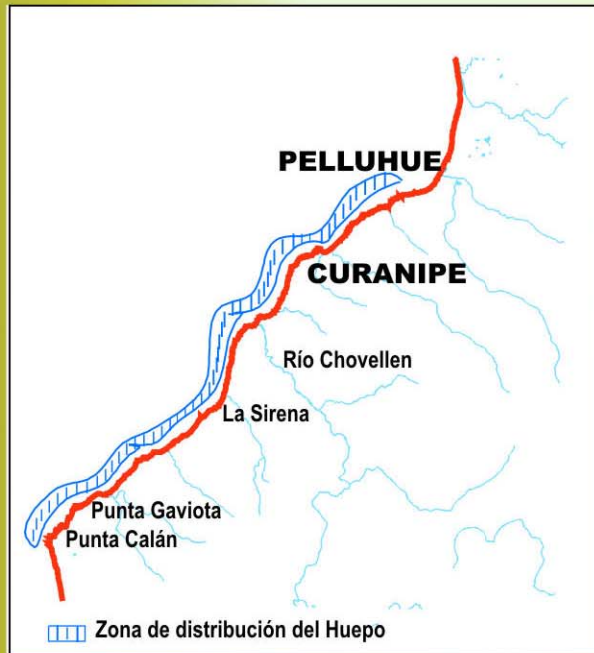 PELLUHUE
CURANIPE
Río Chovellen
La Sirena
Punta Gaviota
Punta Calán
Zona de distribución del Huepo